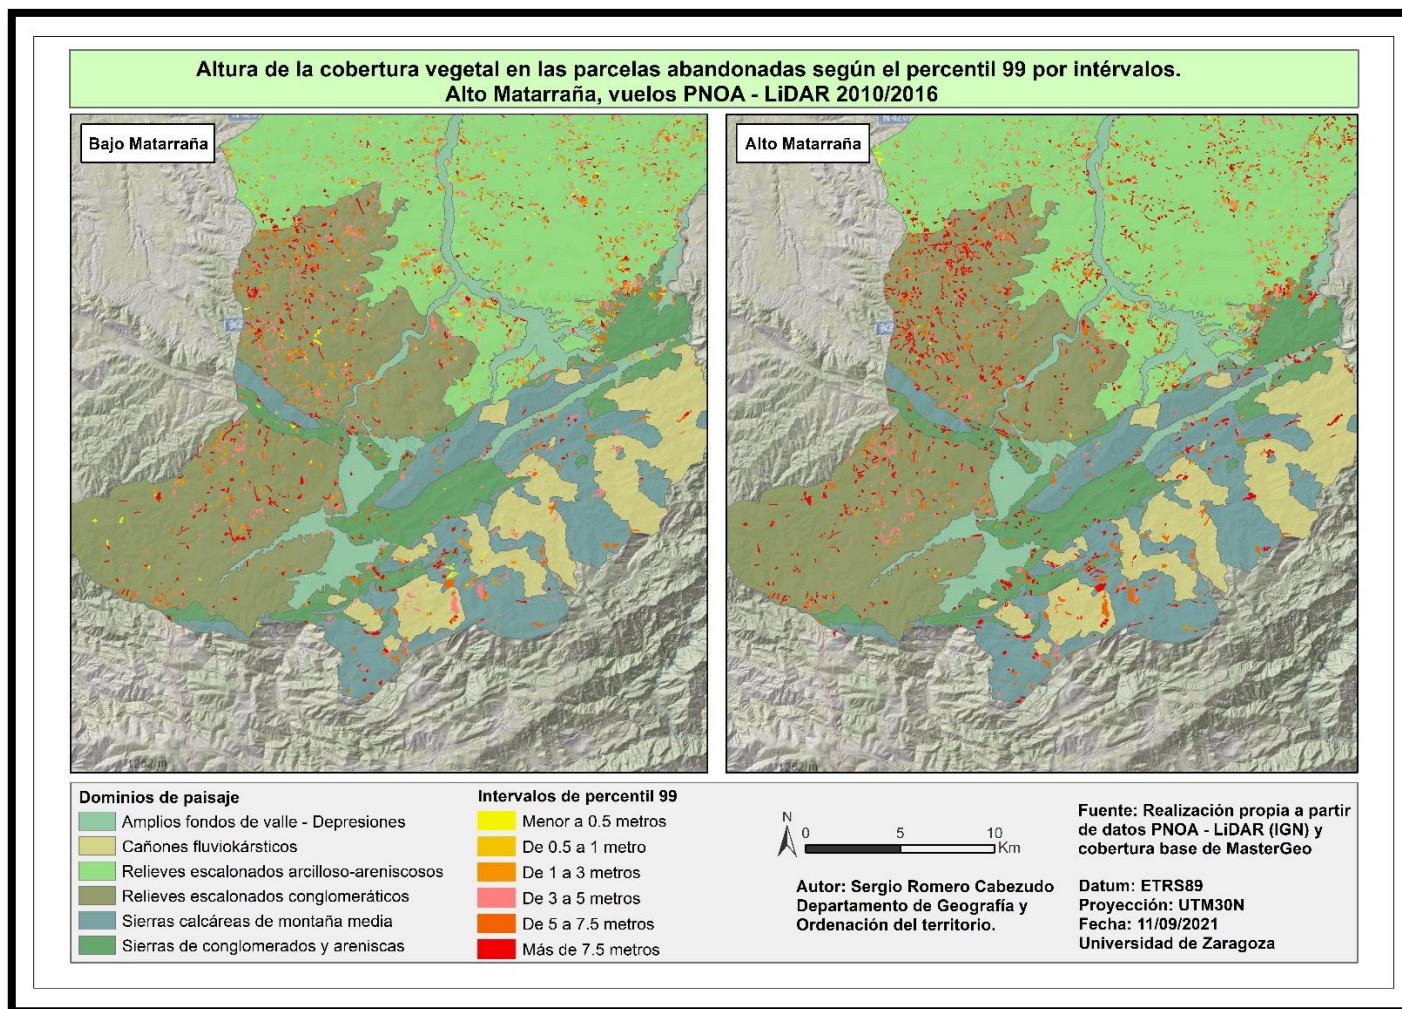 Altura de la cobertura vegetal en las parcelas abandonadas según el percentil 99 por intérvalos.
Alto Matarraña, vuelos PNOA - LiDAR 2010/2016
Bajo Matarraña
Alto Matarraña
Dominios de paisaje
Amplios fondos de valle - Depresiones
Cañones fluviokársticos
Relieves escalonados arcilloso-areniscosos
Relieves escalonados conglomeráticos
Sierras calcáreas de montaña media
Sierras de conglomerados y areniscas
Intervalos de percentil 99
Menor a 0.5 metros
De 0.5 a 1 metro
De 1 a 3 metros
De 3 a 5 metros
De 5 a 7.5 metros
Más de 7.5 metros
N
0 5 10
Km
Autor: Sergio Romero Cabezudo
Departamento de Geografía y
Ordenación del territorio.
Fuente: Realización propia a partir
de datos PNOA - LiDAR (IGN) y
cobertura base de MasterGeo
Datum: ETRS89
Proyección: UTM30N
Fecha: 11/09/2021
Universidad de Zaragoza